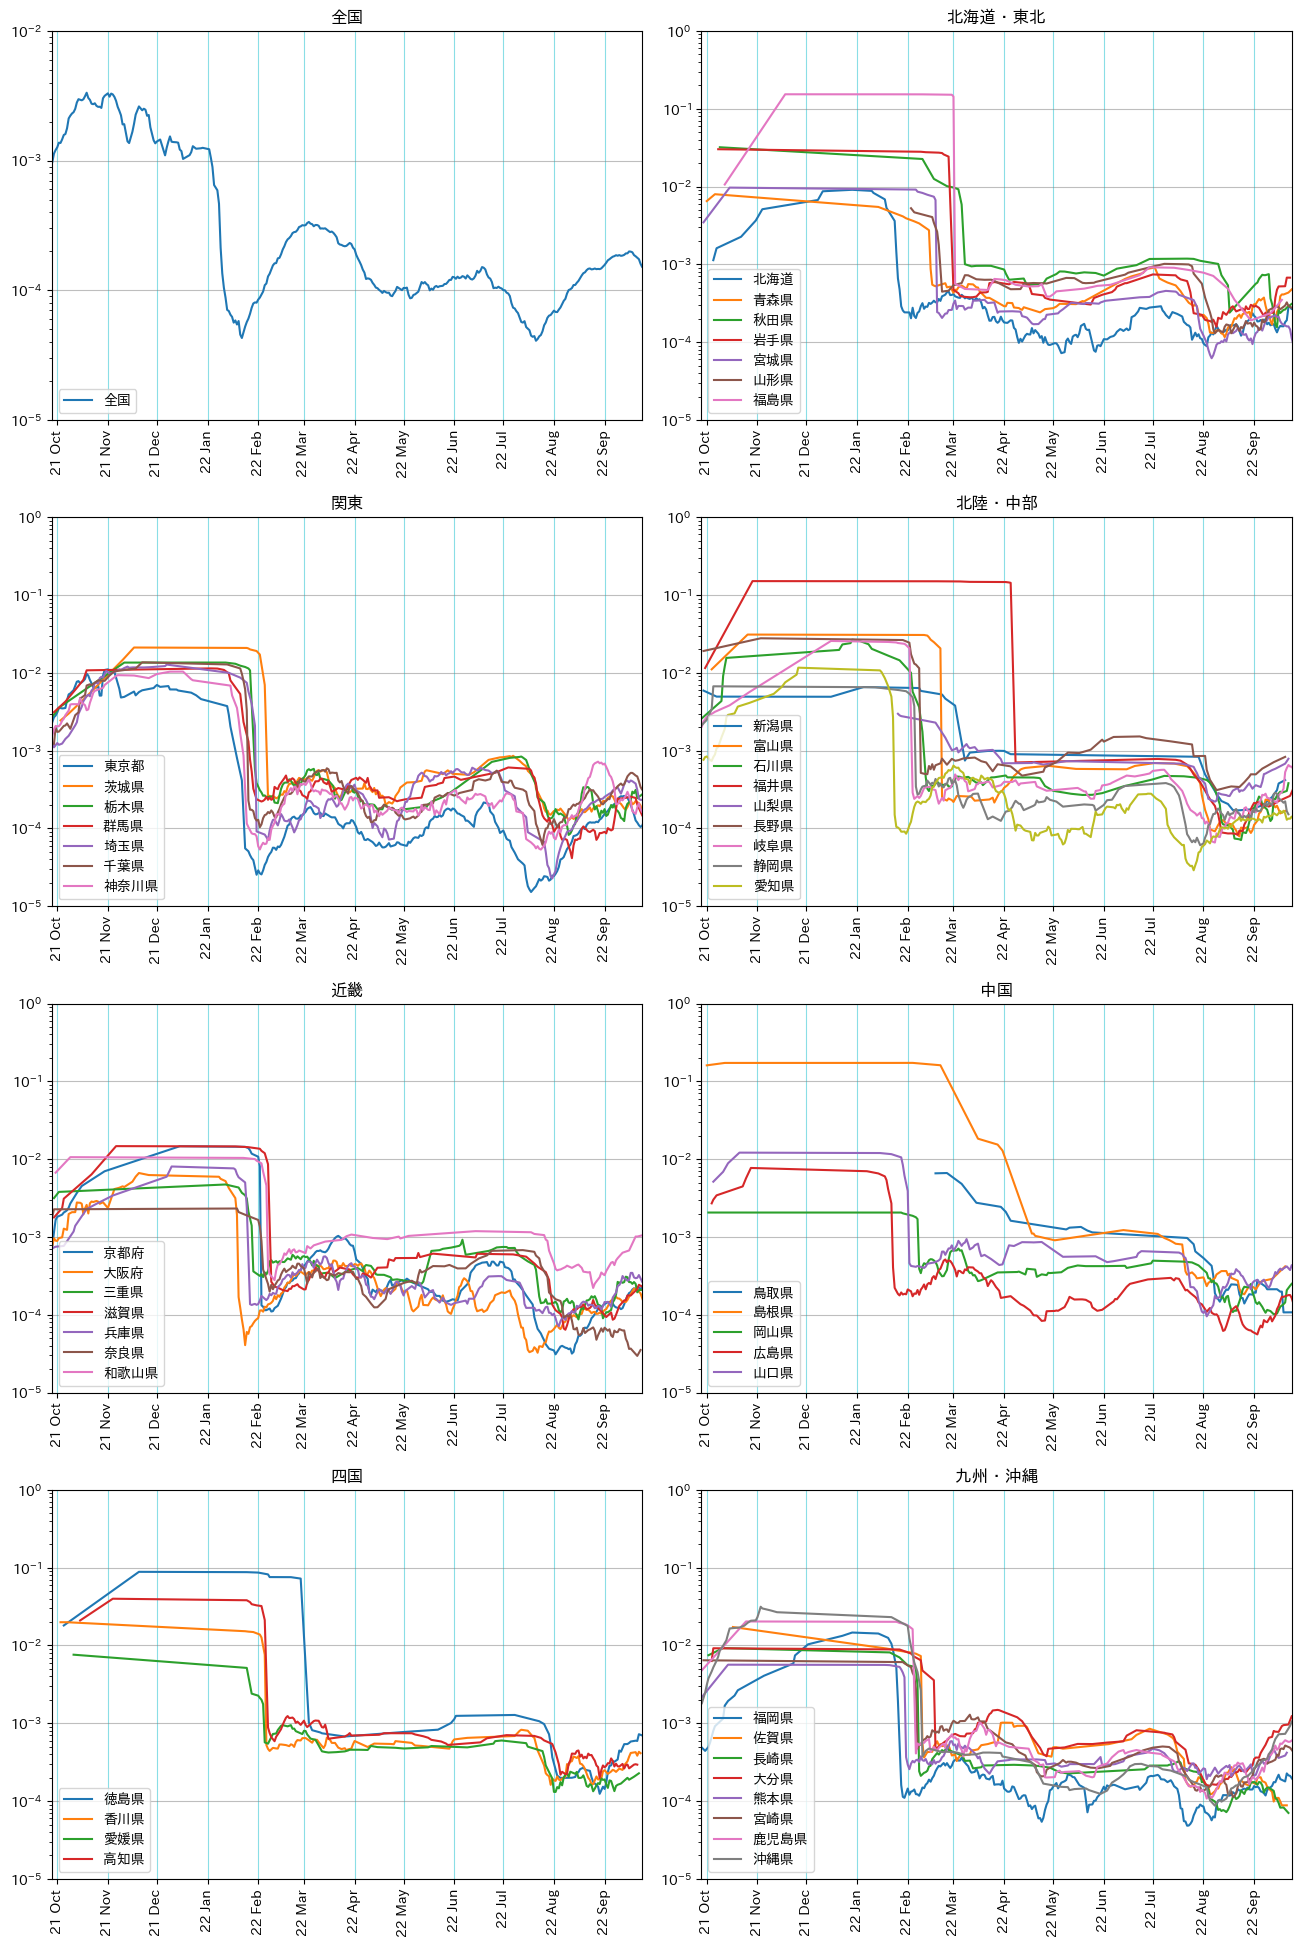 全国
10⁻²
10⁻³
10⁻⁴
10⁻⁵
全国
21 Oct
21 Nov
21 Dec
22 Jan
22 Feb
22 Mar
22 Apr
22 May
22 Jun
22 Jul
22 Aug
22 Sep
北海道・東北
10⁰
10⁻¹
10⁻²
10⁻³
10⁻⁴
10⁻⁵
北海道
青森県
秋田県
岩手県
宮城県
山形県
福島県
21 Oct
21 Nov
21 Dec
22 Jan
22 Feb
22 Mar
22 Apr
22 May
22 Jun
22 Jul
22 Aug
22 Sep
関東
10⁰
10⁻¹
10⁻²
10⁻³
10⁻⁴
10⁻⁵
東京都
茨城県
栃木県
群馬県
埼玉県
千葉県
神奈川県
21 Oct
21 Nov
21 Dec
22 Jan
22 Feb
22 Mar
22 Apr
22 May
22 Jun
22 Jul
22 Aug
22 Sep
北陸・中部
10⁰
10⁻¹
10⁻²
10⁻³
10⁻⁴
10⁻⁵
新潟県
富山県
石川県
福井県
山梨県
長野県
岐阜県
静岡県
愛知県
21 Oct
21 Nov
21 Dec
22 Jan
22 Feb
22 Mar
22 Apr
22 May
22 Jun
22 Jul
22 Aug
22 Sep
近畿
10⁰
10⁻¹
10⁻²
10⁻³
10⁻⁴
10⁻⁵
京都府
大阪府
三重県
滋賀県
兵庫県
奈良県
和歌山県
21 Oct
21 Nov
21 Dec
22 Jan
22 Feb
22 Mar
22 Apr
22 May
22 Jun
22 Jul
22 Aug
22 Sep
中国
10⁰
10⁻¹
10⁻²
10⁻³
10⁻⁴
10⁻⁵
鳥取県
島根県
岡山県
広島県
山口県
21 Oct
21 Nov
21 Dec
22 Jan
22 Feb
22 Mar
22 Apr
22 May
22 Jun
22 Jul
22 Aug
22 Sep
四国
10⁰
10⁻¹
10⁻²
10⁻³
10⁻⁴
10⁻⁵
徳島県
香川県
愛媛県
高知県
21 Oct
21 Nov
21 Dec
22 Jan
22 Feb
22 Mar
22 Apr
22 May
22 Jun
22 Jul
22 Aug
22 Sep
九州・沖縄
10⁰
10⁻¹
10⁻²
10⁻³
10⁻⁴
10⁻⁵
福岡県
佐賀県
長崎県
大分県
熊本県
宮崎県
鹿児島県
沖縄県
21 Oct
21 Nov
21 Dec
22 Jan
22 Feb
22 Mar
22 Apr
22 May
22 Jun
22 Jul
22 Aug
22 Sep